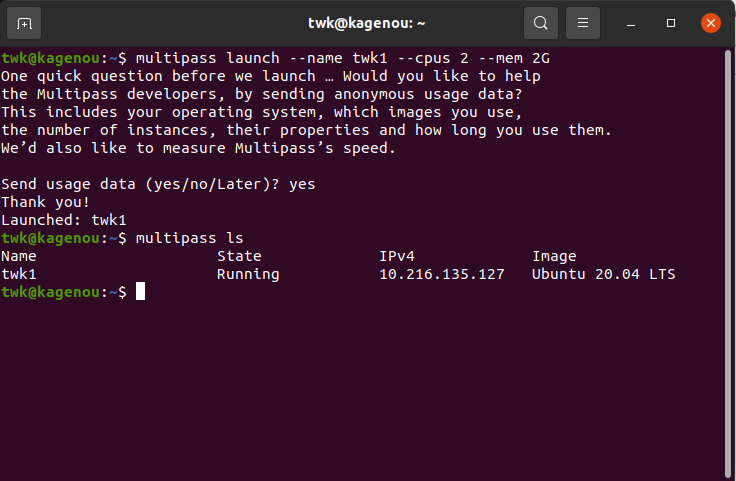 twk@kagenou: ~
twk@kagenou:~$ multipass launch --name twk1 --cpus 2 --mem 2G
One quick question before we launch … Would you like to help
the Multipass developers, by sending anonymous usage data?
This includes your operating system, which images you use,
the number of instances, their properties and how long you use them.
We’d also like to measure Multipass’s speed.
Send usage data (yes/no/Later)? yes
Thank you!
Launched: twk1
twk@kagenou:~$ multipass ls
Name State IPv4 Image
twk1 Running 10.216.135.127 Ubuntu 20.04 LTS
twk@kagenou:~$